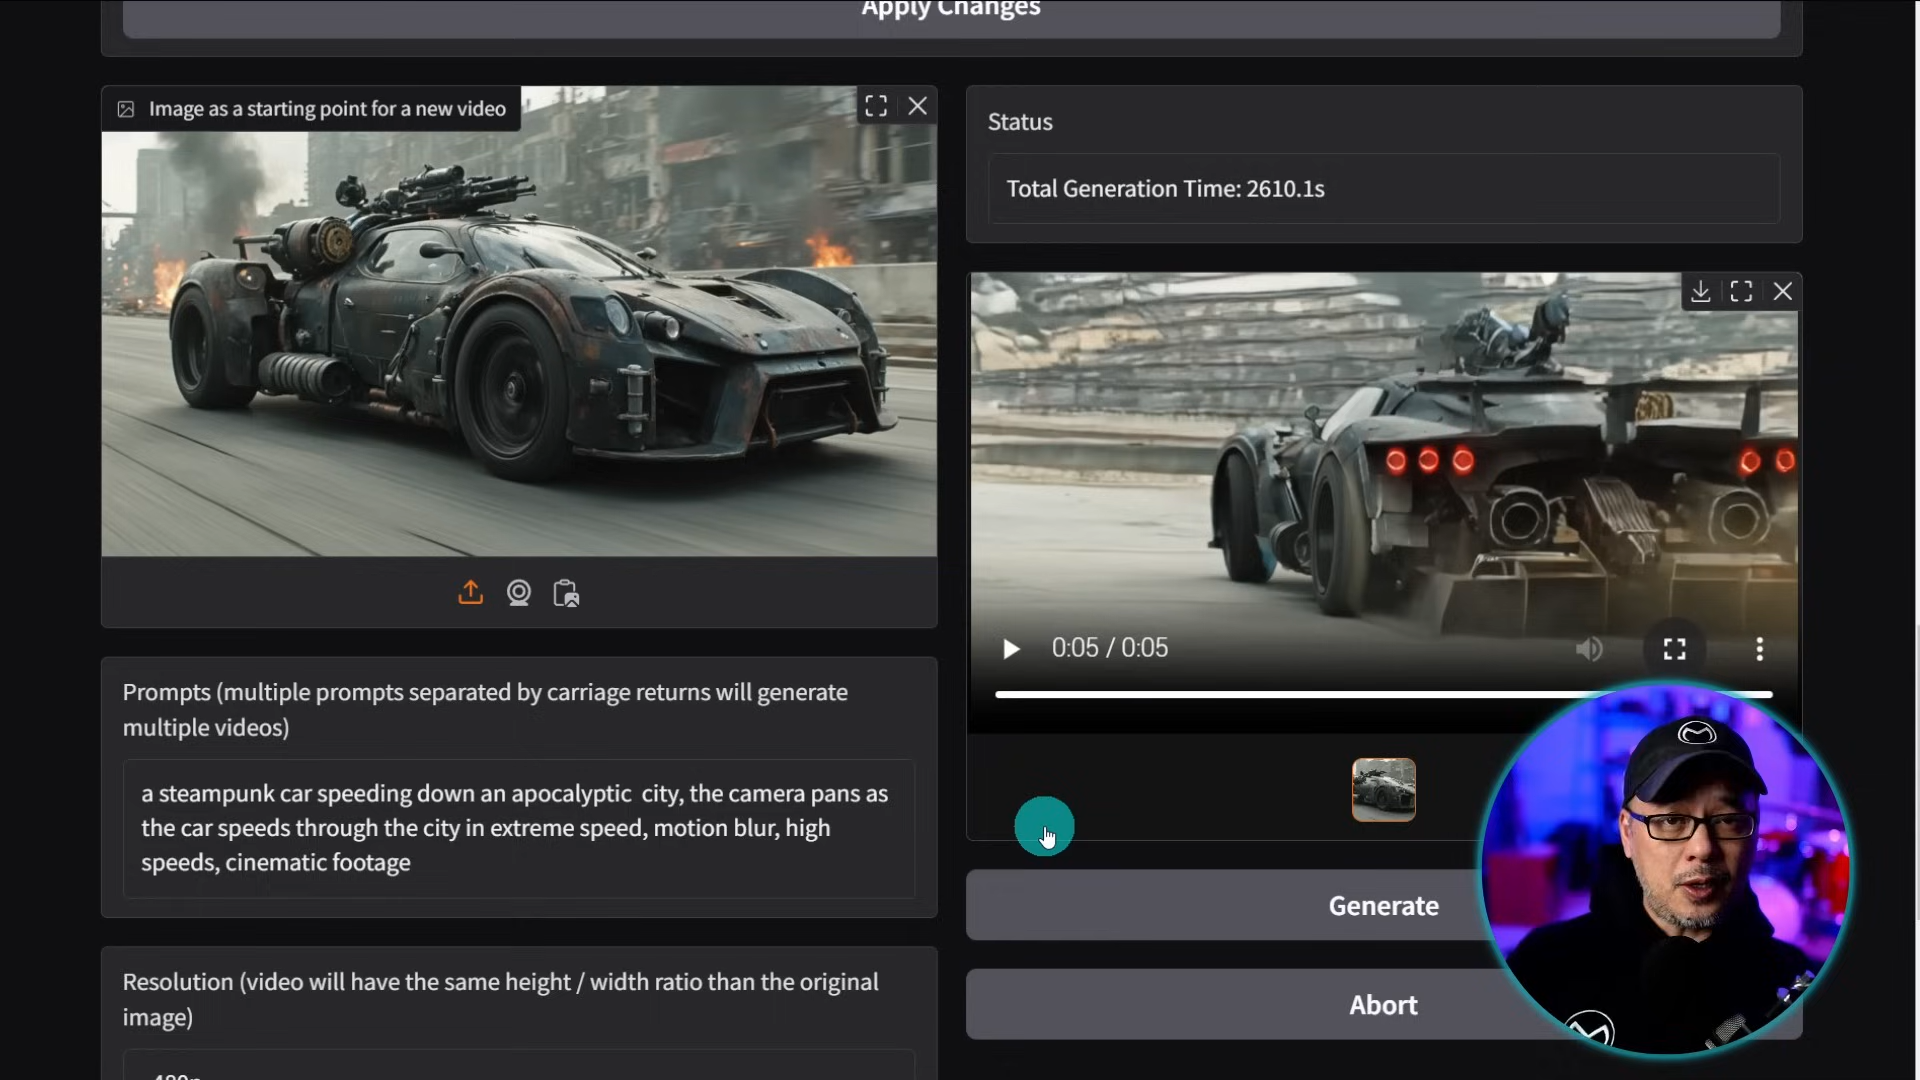 Apply Changes
Image as a starting point for a new video
Status
Total Generation Time: 2610.1s
0:05 / 0:05
Prompts (multiple prompts separated by carriage returns will generate
multiple videos)
a steampunk car speeding down an apocalyptic  city, the camera pans as
the car speeds through the city in extreme speed, motion blur, high
speeds, cinematic footage
Generate
Abort
Resolution (video will have the same height / width ratio than the original
image)
480p